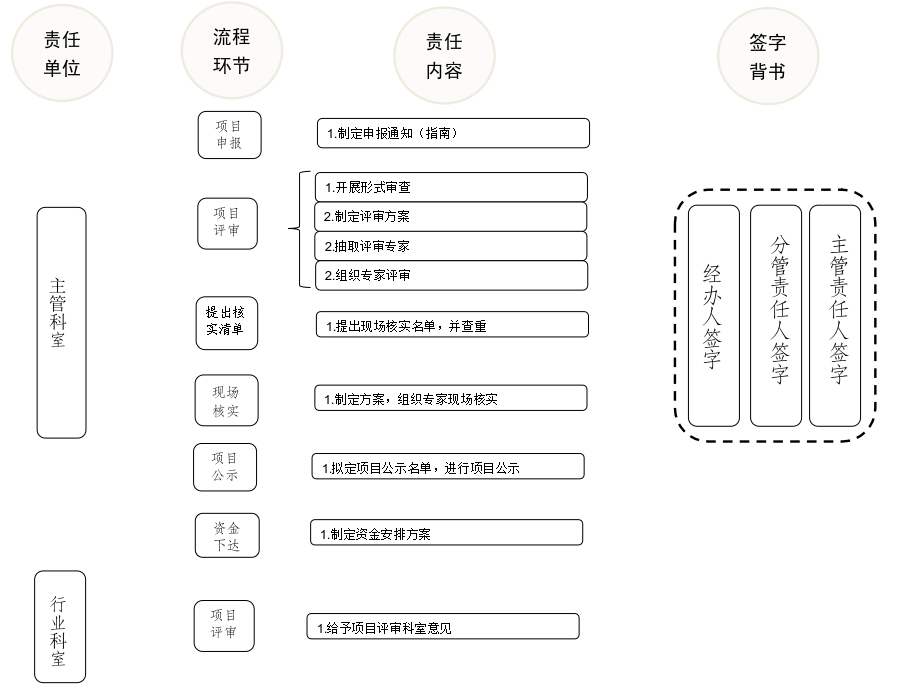 责任
单位
流程
环节
责任
内容
签字
背书
主管科室
项目
申报
1.制定申报通知（指南）
项目
评审
1.开展形式审查
2.制定评审方案
2.抽取评审专家
2.组织专家评审
提出核
实清单
1.提出现场核实名单，并查重
现场
核实
1.制定方案，组织专家现场核实
项目
公示
1.拟定项目公示名单，进行项目公示
资金
下达
1.制定资金安排方案
行业科室
项目
评审
1.给予项目评审科室意见
经办人签字
分管责任人签字
主管责任人签字